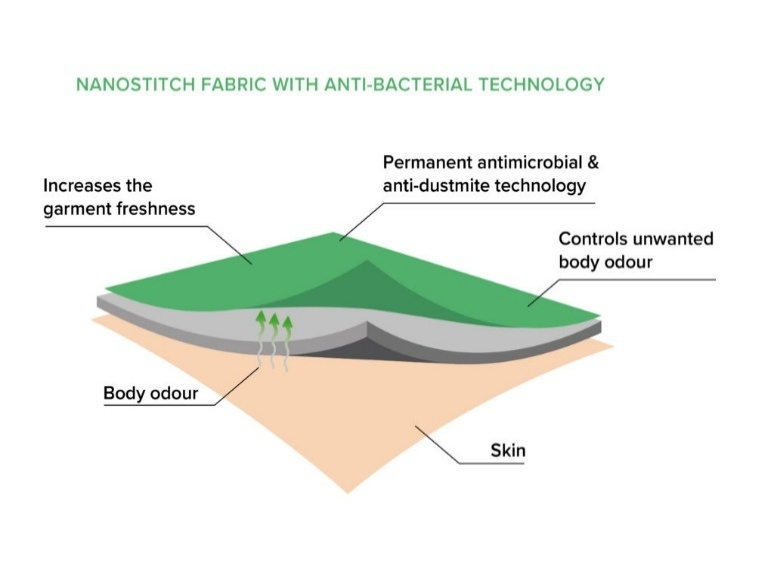 NANOSTITCH FABRIC WITH ANTI-BACTERIAL TECHNOLOGY
Permanent antimicrobial &
anti-dustmite technology
Increases the
garment freshness
Controls unwanted
body odour
Body odour
Skin